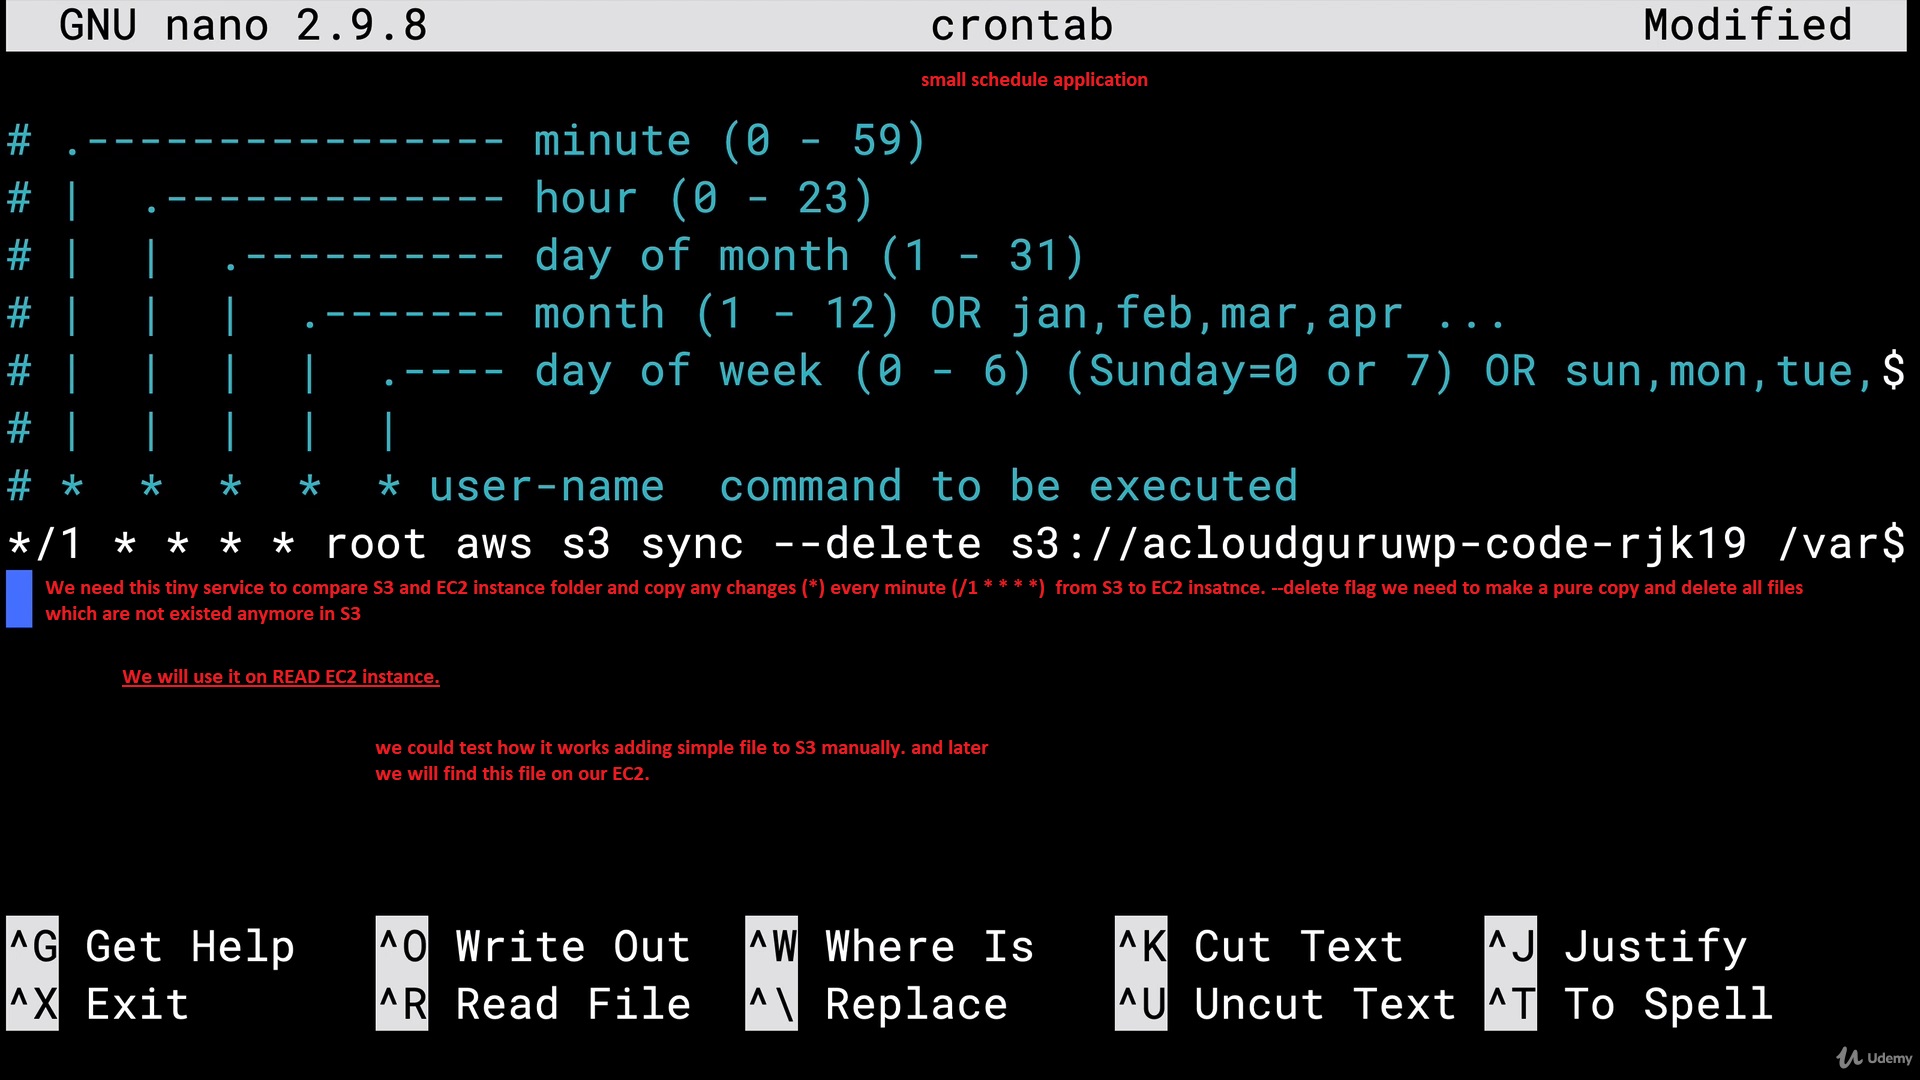 GNU nano 2.9.8 crontab Modified
small schedule application
# .---------------- minute (0 - 59)
# |  .------------- hour (0 - 23)
# |  |  .---------- day of month (1 - 31)
# |  |  |  .------- month (1 - 12) OR jan,feb,mar,apr ...
# |  |  |  |  .---- day of week (0 - 6) (Sunday=0 or 7) OR sun,mon,tue,$
# |  |  |  |  |
# *  *  *  *  * user-name  command to be executed
*/1 * * * * root aws s3 sync --delete s3://acloudguruwp-code-rjk19 /var$
We need this tiny service to compare S3 and EC2 instance folder and copy any changes (*) every minute (/1 * * * *)  from S3 to EC2 insatnce. --delete flag we need to make a pure copy and delete all files
which are not existed anymore in S3
We will use it on READ EC2 instance.
we could test how it works adding simple file to S3 manually. and later
we will find this file on our EC2.
^G Get Help ^O Write Out ^W Where Is ^K Cut Text ^J Justify
^X Exit ^R Read File ^\ Replace ^U Uncut Text ^T To Spell
Udemy